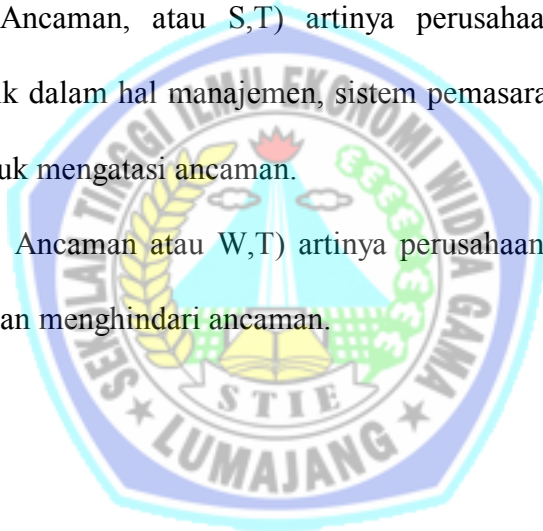 Ancaman, atau S,T) artinya perusahaa
ik dalam hal manajemen, sistem pemasara
uk mengatasi ancaman.
Ancaman atau W,T) artinya perusahaan
an menghindari ancaman.
SEKOLAH TINGGI ILMU EKONOMI WIDYA GAMA
STIE
LUMAJANG